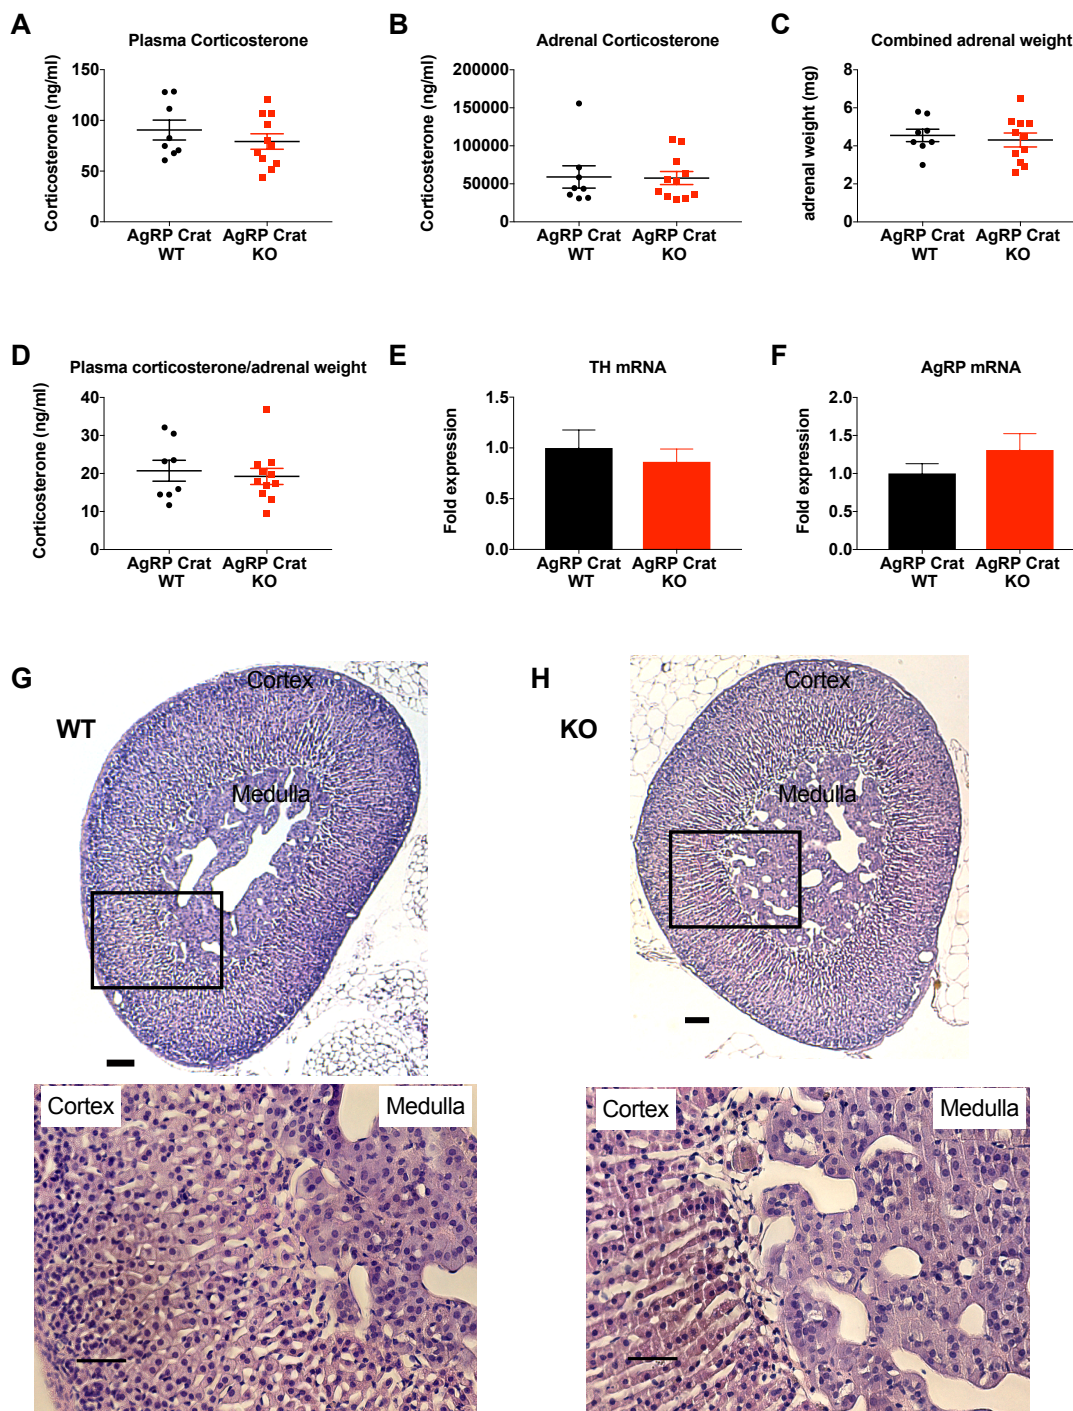 A
Plasma Corticosterone
Corticosterone (ng/ml)
150
100
50
0
AgRP Crat WT
AgRP Crat KO
B
Adrenal Corticosterone
Corticosterone (ng/ml)
200000
150000
100000
50000
0
AgRP Crat WT
AgRP Crat KO
C
Combined adrenal weight
adrenal weight (mg)
8
6
4
2
0
AgRP Crat WT
AgRP Crat KO
D
Plasma corticosterone/adrenal weight
Corticosterone (ng/ml)
40
30
20
10
0
AgRP Crat WT
AgRP Crat KO
E
TH mRNA
Fold expression
1.5
1.0
0.5
0.0
AgRP Crat WT
AgRP Crat KO
F
AgRP mRNA
Fold expression
2.0
1.5
1.0
0.5
0.0
AgRP Crat WT
AgRP Crat KO
G
WT
Cortex
Medulla
H
KO
Cortex
Medulla
Cortex
Medulla
Cortex
Medulla